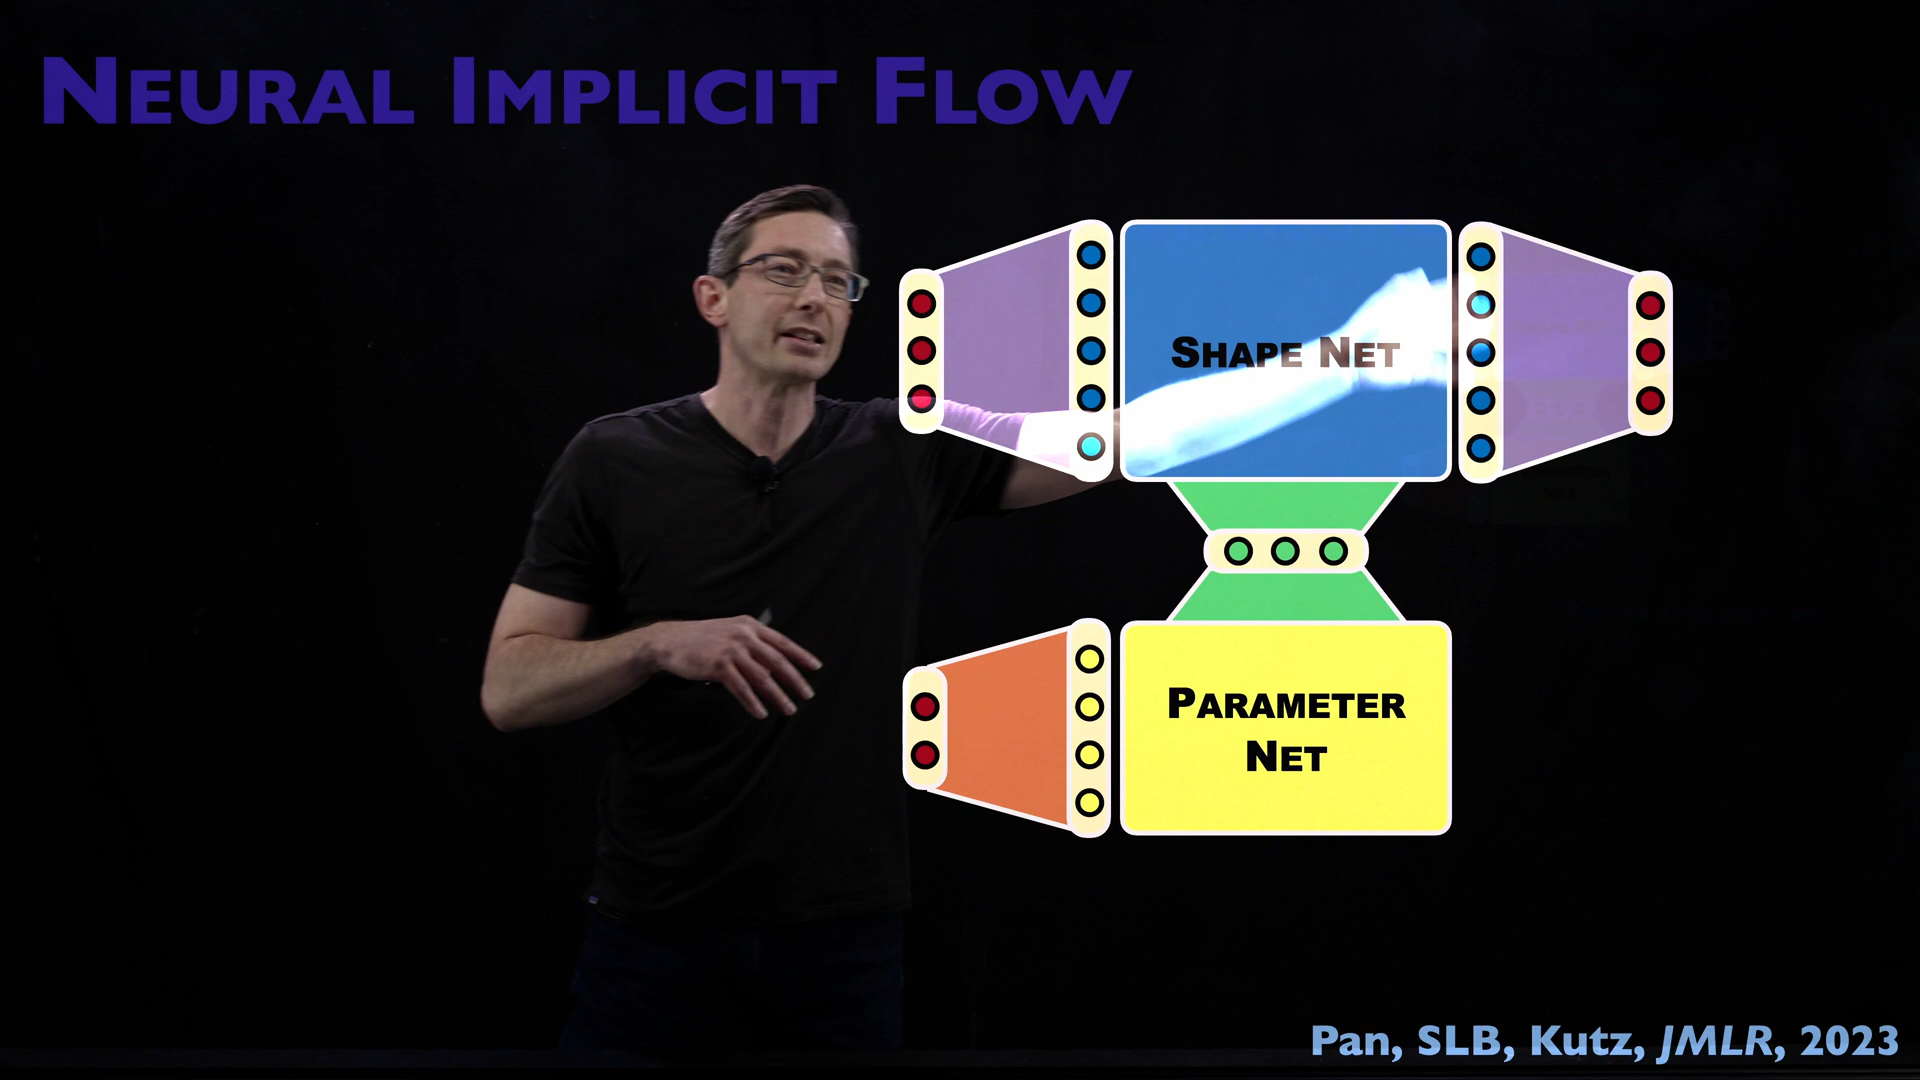 NEURAL IMPLICIT FLOW
SHAPE NET
PARAMETER
NET
Pan, SLB, Kutz, JMLR, 2023